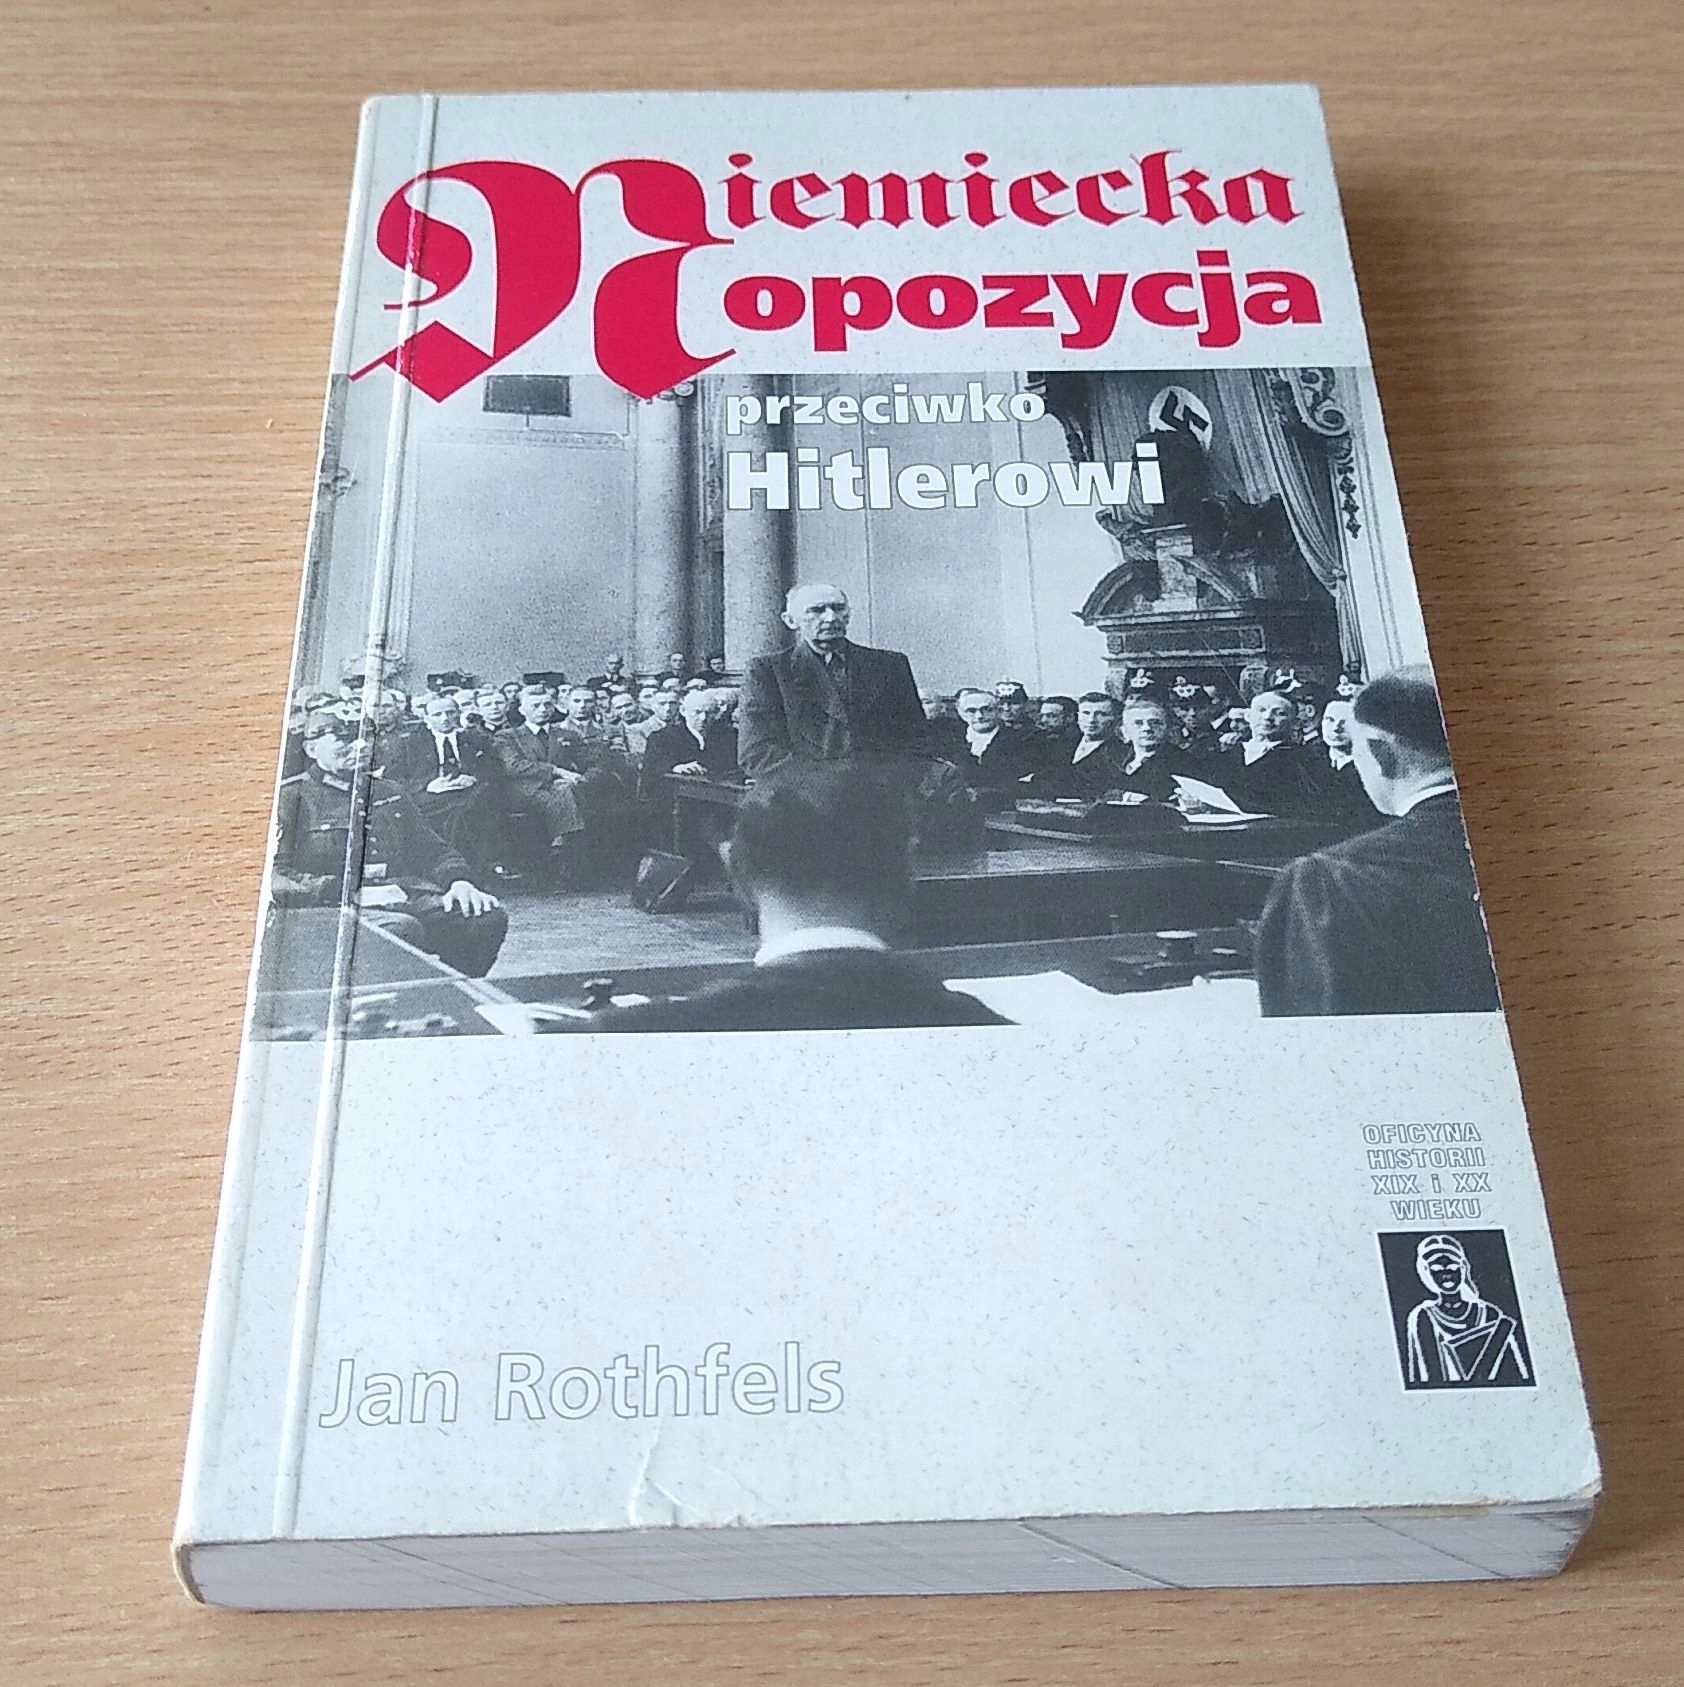 Niemiecka
opozycja
przeciwko
Hitlerowi
OFICYNA
HISTORII
XIX i XX
WIEKU
Jan Rothfels